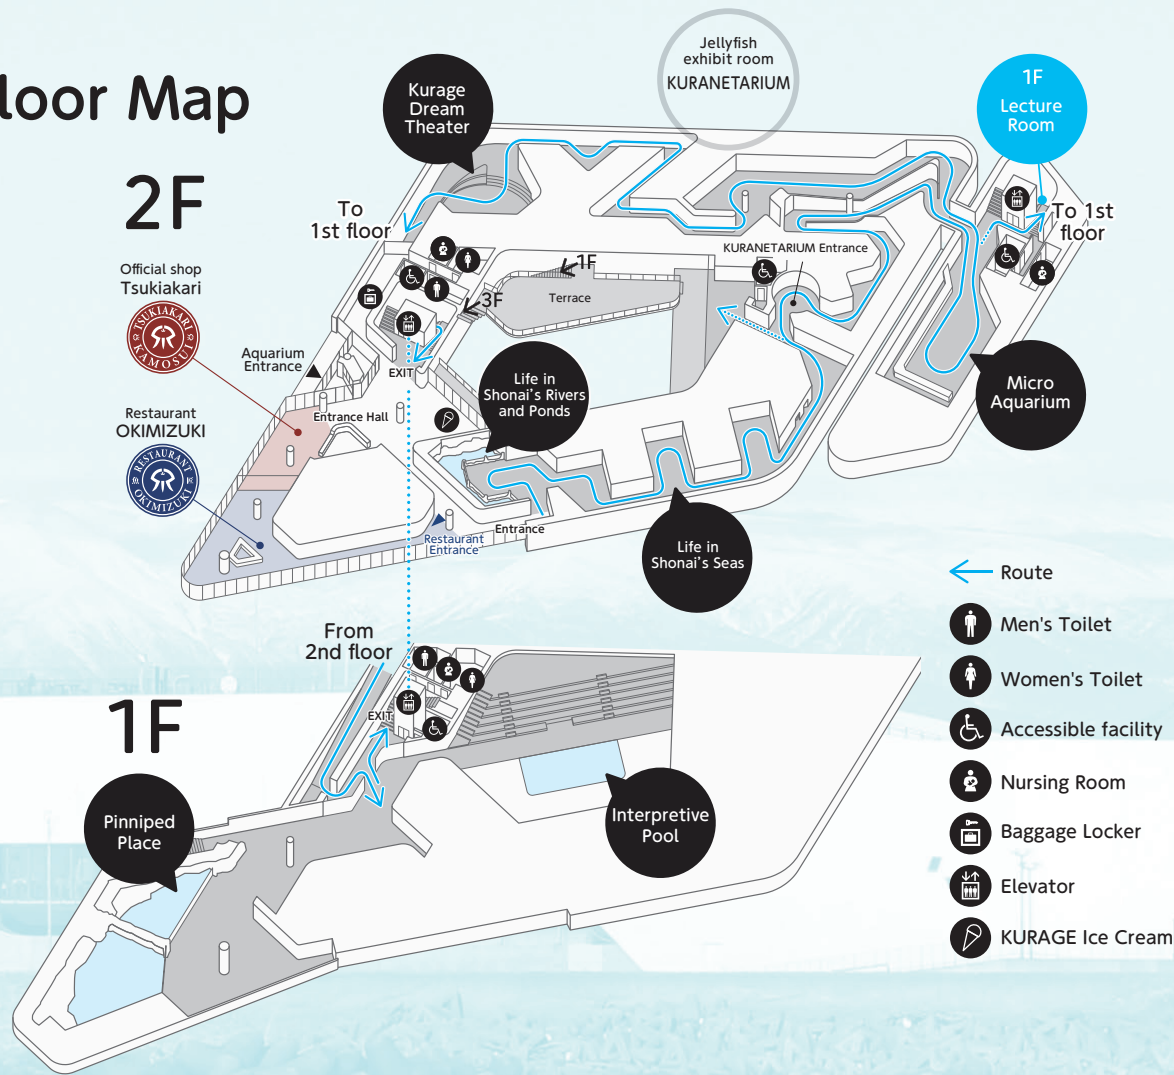 loor Map
2F
Jellyfish
exhibit room
KURANETARIUM
Kurage
Dream
Theater
1F
Lecture
Room
To
1st floor
To 1st
floor
KURANETARIUM Entrance
1F
3F
Terrace
Official shop
Tsukiakari
TSUKIAKARI
KAMOSUI
Aquarium
Entrance
EXIT
Life in
Shonai's Rivers
and Ponds
Micro
Aquarium
Restaurant
OKIMIZUKI
RESTAURANT
OKIMIZUKI
Entrance Hall
Restaurant
Entrance
Entrance
Life in
Shonai's Seas
From
2nd floor
1F
EXIT
Pinniped
Place
Interpretive
Pool
Route
Men's Toilet
Women's Toilet
Accessible facility
Nursing Room
Baggage Locker
Elevator
KURAGE Ice Cream